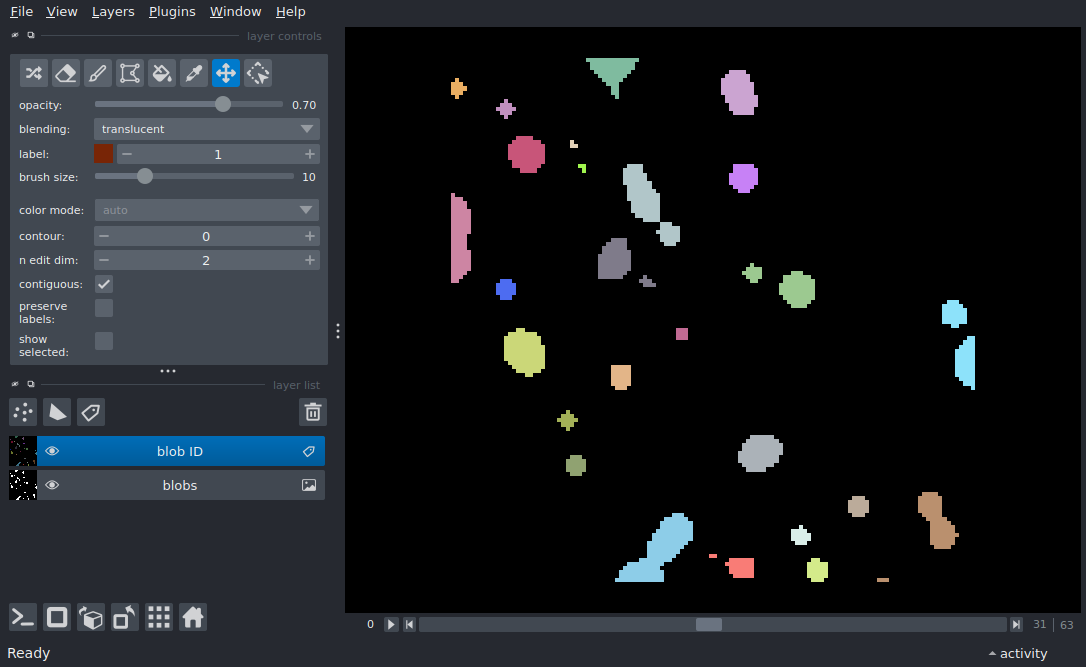 File View Layers Plugins Window Help
layer controls
opacity: 0.70
blending: translucent
label: 1
brush size: 10
color mode: auto
contour: 0
n edit dim: 2
contiguous:
preserve
labels:
show
selected:
layer list
blob ID
blobs
0 31 63
Ready activity